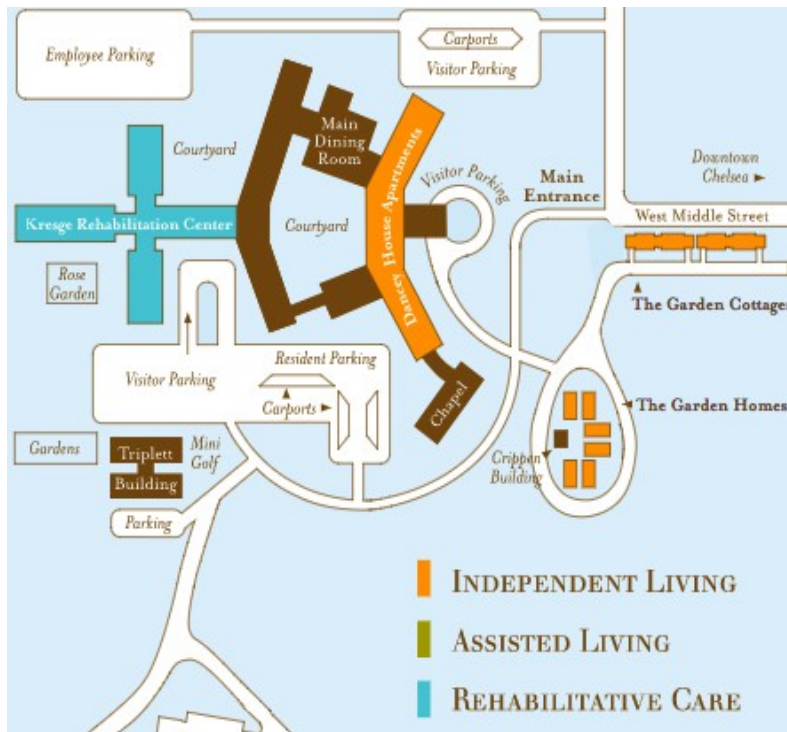 Employee Parking
Carports
Visitor Parking
Courtyard
Main
Dining
Room
Dancey House Apartments
Visitor Parking
Main
Entrance
Downtown
Chelsea
West Middle Street
Kresge Rehabilitation Center
Courtyard
Rose
Garden
The Garden Cottage
Resident Parking
Visitor Parking
Carports
Chapel
The Garden Homes
Gardens
Triplett
Building
Mini
Golf
Crippen
Building
Parking
INDEPENDENT LIVING
ASSISTED LIVING
REHABILITATIVE CARE